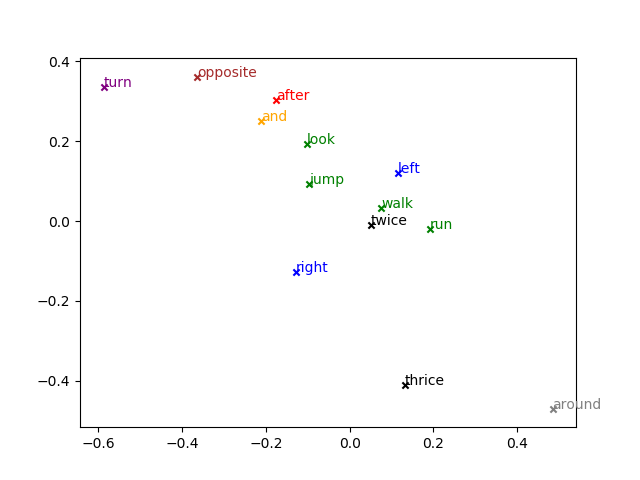 0.4
0.2
0.0
−0.2
−0.4
turn
opposite
after
and
look
left
jump
walk
twice
run
right
thrice
around
−0.6
−0.4
−0.2
0.0
0.2
0.4